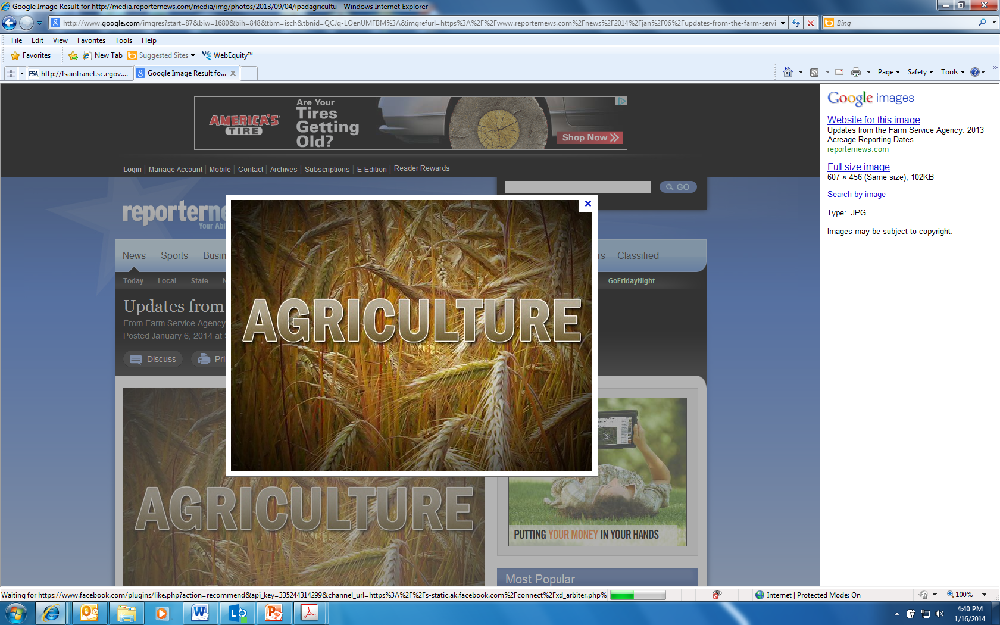 Google Image Result for http://media.reporternews.com/media/img/photos/2013/09/04/ipadagricultu - Windows Internet Explorer
http://www.google.com/imgres?start=87&biw=1680&bih=848&tbm=isch&tbnid=QCJq-LOenUMFBM%3A&imgrefurl=https%3A%2F%2Fwww.reporternews.com%2Fnews%2F2014%2Fjan%2F06%2Fupdates-from-the-farm-servi
Bing
File Edit View Favorites Tools Help
Favorites New Tab Suggested Sites WebEquity™
FSA http://fsaintranet.sc.egov.... Google Image Result fo...
Page Safety Tools
AMERICA'S TIRE
Are Your
Tires
Getting
Old?
Shop Now
Login Manage Account Mobile Contact Archives Subscriptions E-Edition Reader Rewards
GO
reporterne
Your Abi
News Sports Busin rs Classified
Today Local State N GoFridayNight
Updates from
From Farm Service Agency
Posted January 6, 2014 at
Discuss Pri
AGRICULTURE
AGRICULTURE
PUTTING YOUR MONEY IN YOUR HANDS
Most Popular
Google images
Website for this image
Updates from the Farm Service Agency. 2013
Acreage Reporting Dates
reporternews.com
Full-size image
607 × 456 (Same size), 102KB
Search by image
Type: JPG
Images may be subject to copyright.
Waiting for https://www.facebook.com/plugins/like.php?action=recommend&api_key=335244314299&channel_url=https%3A%2F%2Fs-static.ak.facebook.com%2Fconnect%2Fxd_arbiter.php%
Internet | Protected Mode: On
100%
4:40 PM
1/16/2014